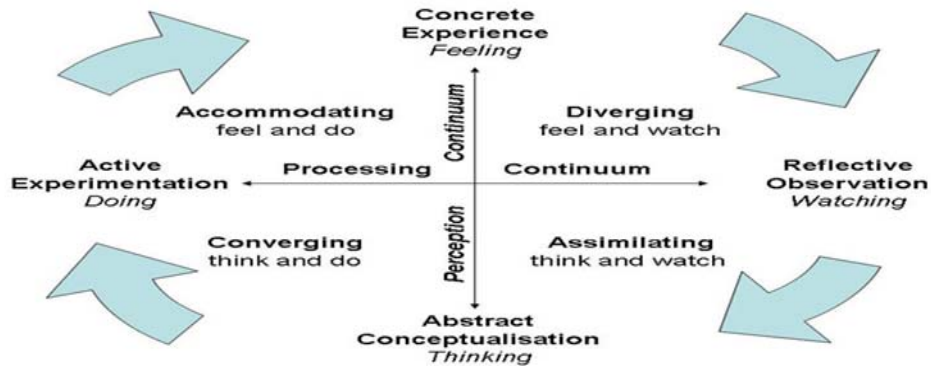 Concrete
Experience
Feeling
Accommodating
feel and do
Continuum
Diverging
feel and watch
Active
Experimentation
Doing
Processing
Continuum
Reflective
Observation
Watching
Converging
think and do
Perception
Assimilating
think and watch
Abstract
Conceptualisation
Thinking